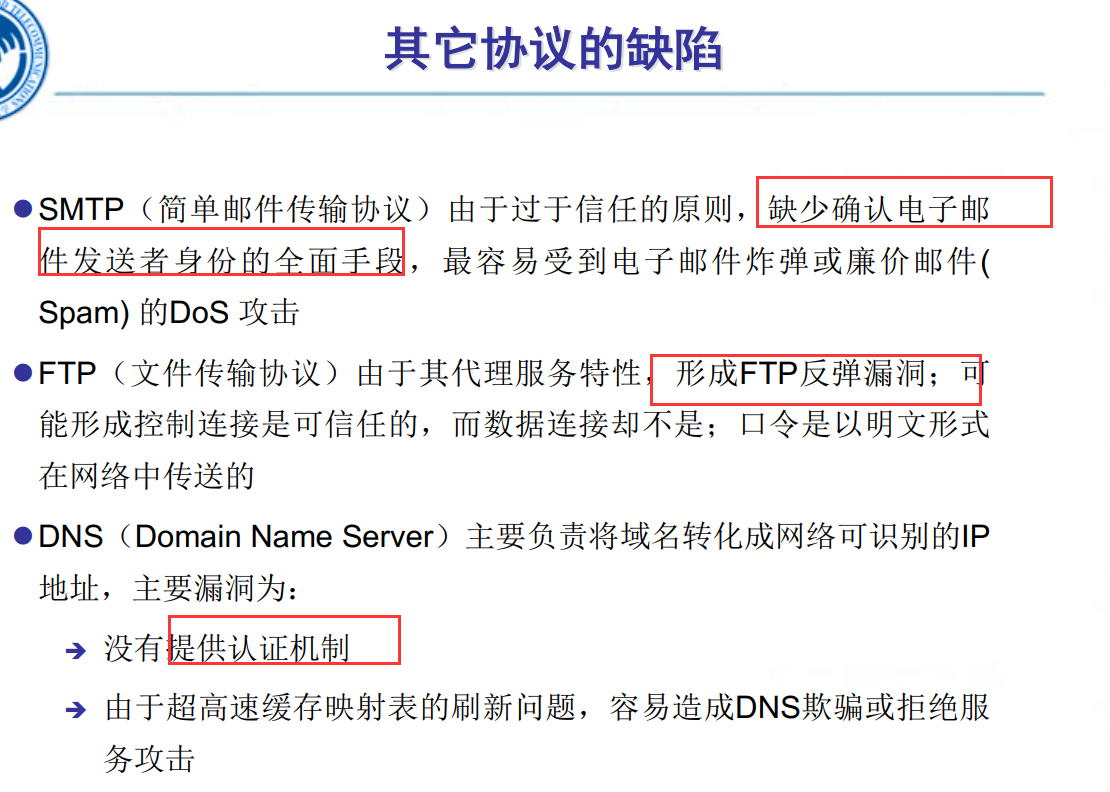 其它协议的缺陷
SMTP（简单邮件传输协议）由于过于信任的原则，缺少确认电子邮
件发送者身份的全面手段，最容易受到电子邮件炸弹或廉价邮件(
Spam) 的DoS 攻击
FTP（文件传输协议）由于其代理服务特性，形成FTP反弹漏洞；可
能形成控制连接是可信任的，而数据连接却不是；口令是以明文形式
在网络中传送的
DNS（Domain Name Server）主要负责将域名转化成网络可识别的IP
地址，主要漏洞为：
没有提供认证机制
由于超高速缓存映射表的刷新问题，容易造成DNS欺骗或拒绝服
务攻击